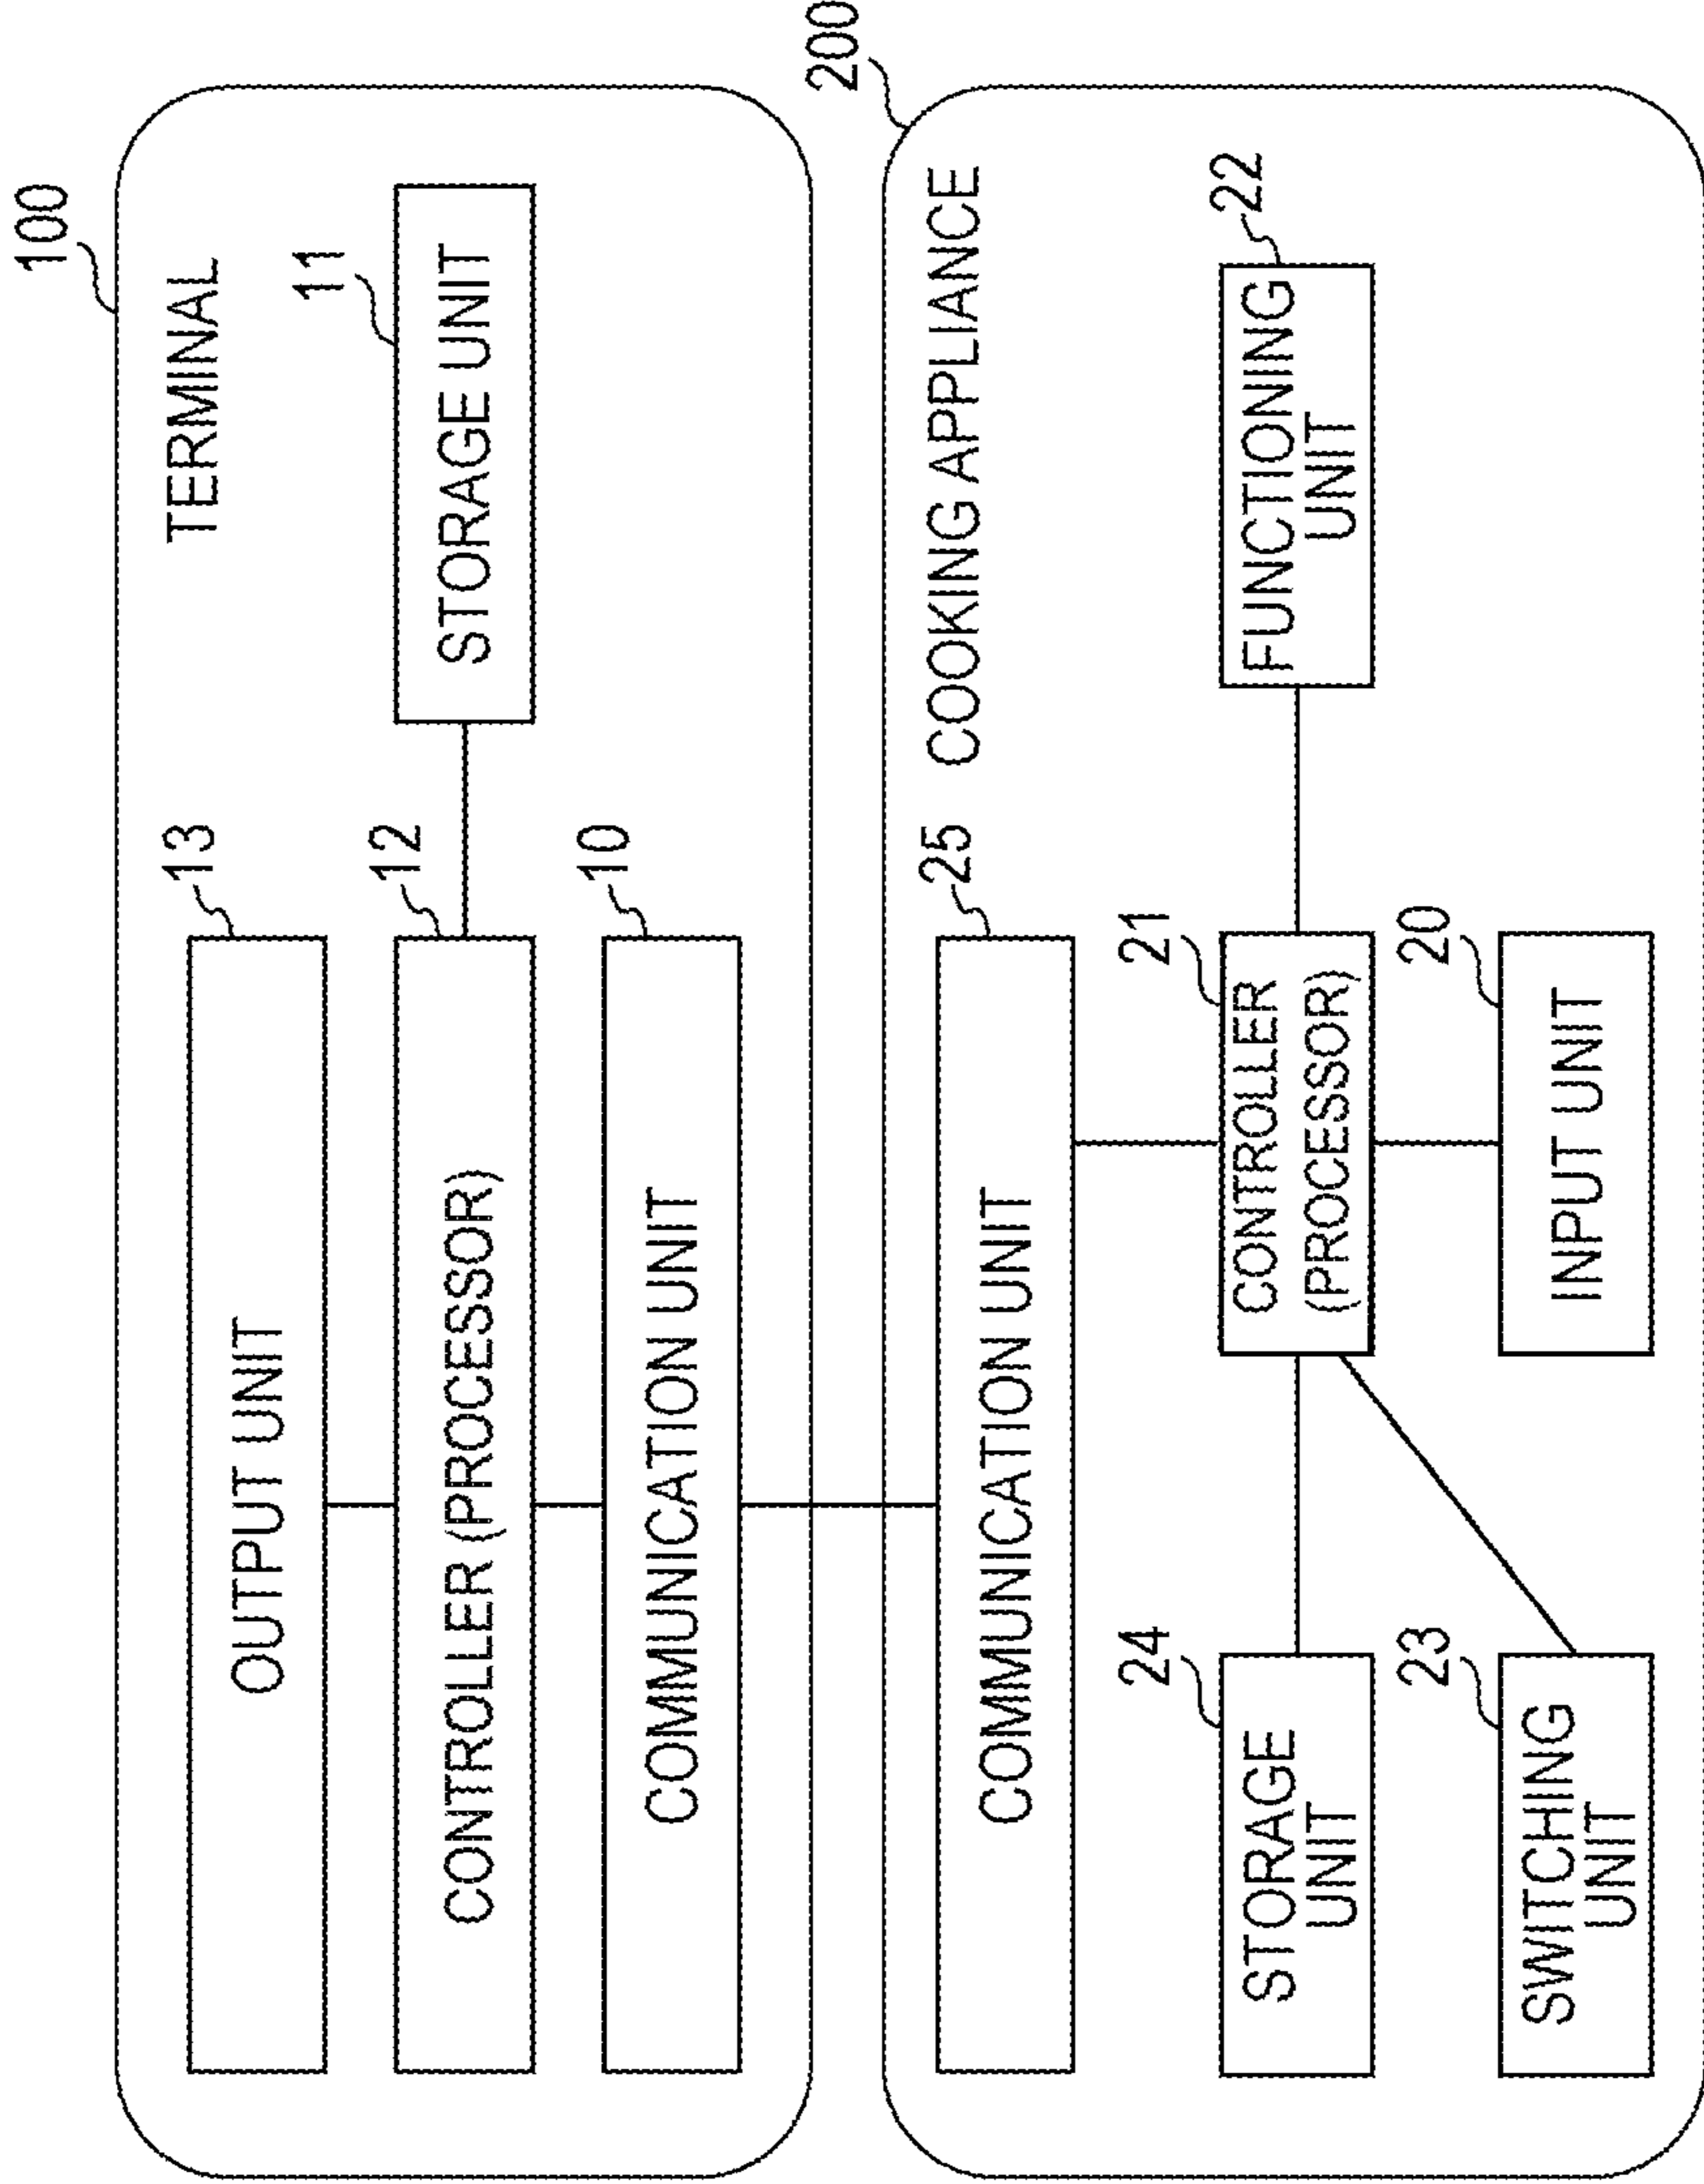 100
TERMINAL
13
OUTPUT UNIT
12
CONTROLLER (PROCESSOR)
11
STORAGE UNIT
10
COMMUNICATION UNIT
200
COOKING APPLIANCE
25
COMMUNICATION UNIT
24
STORAGE
UNIT
21
CONTROLLER
(PROCESSOR)
22
FUNCTIONING
UNIT
23
SWITCHING
UNIT
20
INPUT UNIT